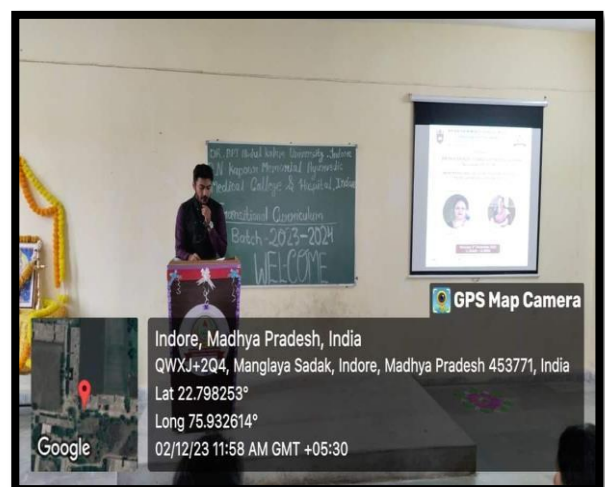 DR. APJ Abdul Kalam University, Indore
KN Kapoor Memorial Ayurvedic
Medical College & Hospital, Indore
Transitional Curriculum
Batch-2023-2024
WELCOME
GPS Map Camera
Indore, Madhya Pradesh, India
QWXJ+2Q4, Manglaya Sadak, Indore, Madhya Pradesh 453771, India
Lat 22.798253°
Long 75.932614°
02/12/23 11:58 AM GMT +05:30
Google